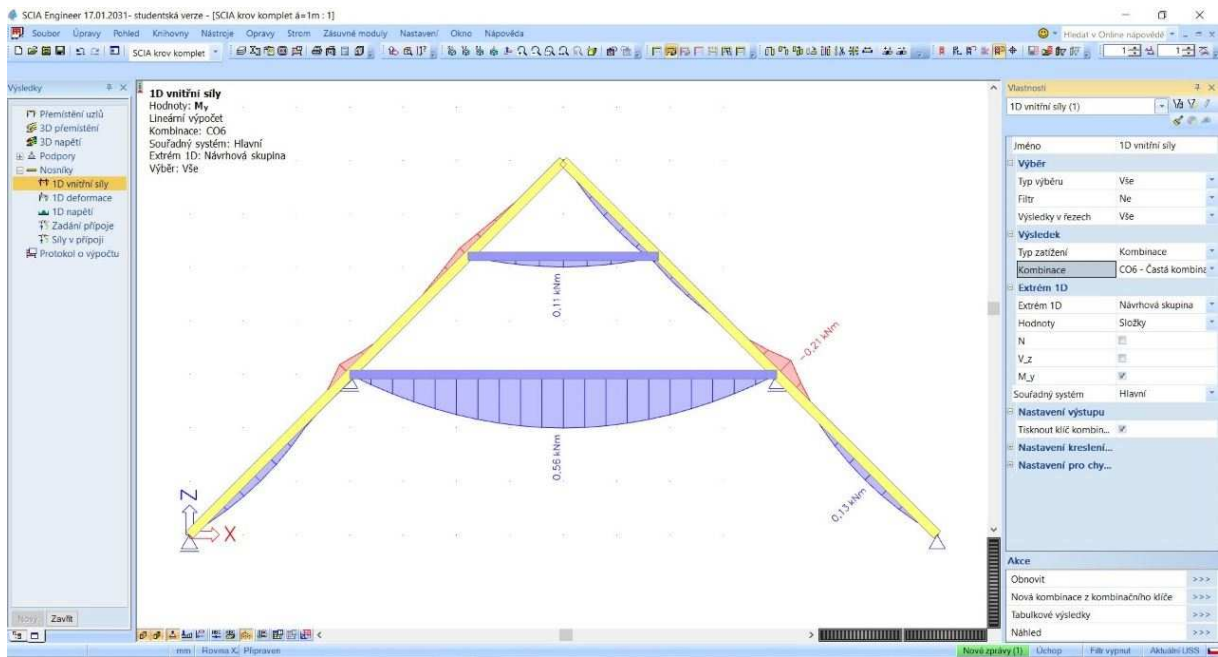 SCIA Engineer 17.01.2031- studentská verze - [SCIA krov komplet á=1m : 1]
Soubor Úpravy Pohled Knihovny Nástroje Opravy Strom Zásuvné moduly Nastavení Okno Nápověda
Hledat v Online nápovědě
SCIA krov komplet
1
1
Výsledky
Přemístění uzlů
3D přemístění
3D napětí
Podpory
Nosníky
1D vnitřní síly
1D deformace
1D napětí
Zadání přípoje
Síly v přípoji
Protokol o výpočtu
Nový
Zavřít
1D vnitřní síly
Hodnoty: My
Lineární výpočet
Kombinace: CO6
Souřadný systém: Hlavní
Extrém 1D: Návrhová skupina
Výběr: Vše
0,11 kNm
-0,21 kNm
0,56 kNm
0,13 kNm
Z
X
Vlastnosti
1D vnitřní síly (1)
Jméno 1D vnitřní síly
Výběr
Typ výběru Vše
Filtr Ne
Výsledky v řezech Vše
Výsledek
Typ zatížení Kombinace
Kombinace CO6 - Častá kombina
Extrém 1D
Extrém 1D Návrhová skupina
Hodnoty Složky
N
V_z
M_y
Souřadný systém Hlavní
Nastavení výstupu
Tisknout klíč kombin...
Nastavení kreslení...
Nastavení pro chy...
Akce
Obnovit >>>
Nová kombinace z kombinačního klíče >>>
Tabulkové výsledky >>>
Náhled >>>
mm Rovina X Připraven
Nové zprávy (1) Úchop Filtr vypnut Aktuální USS